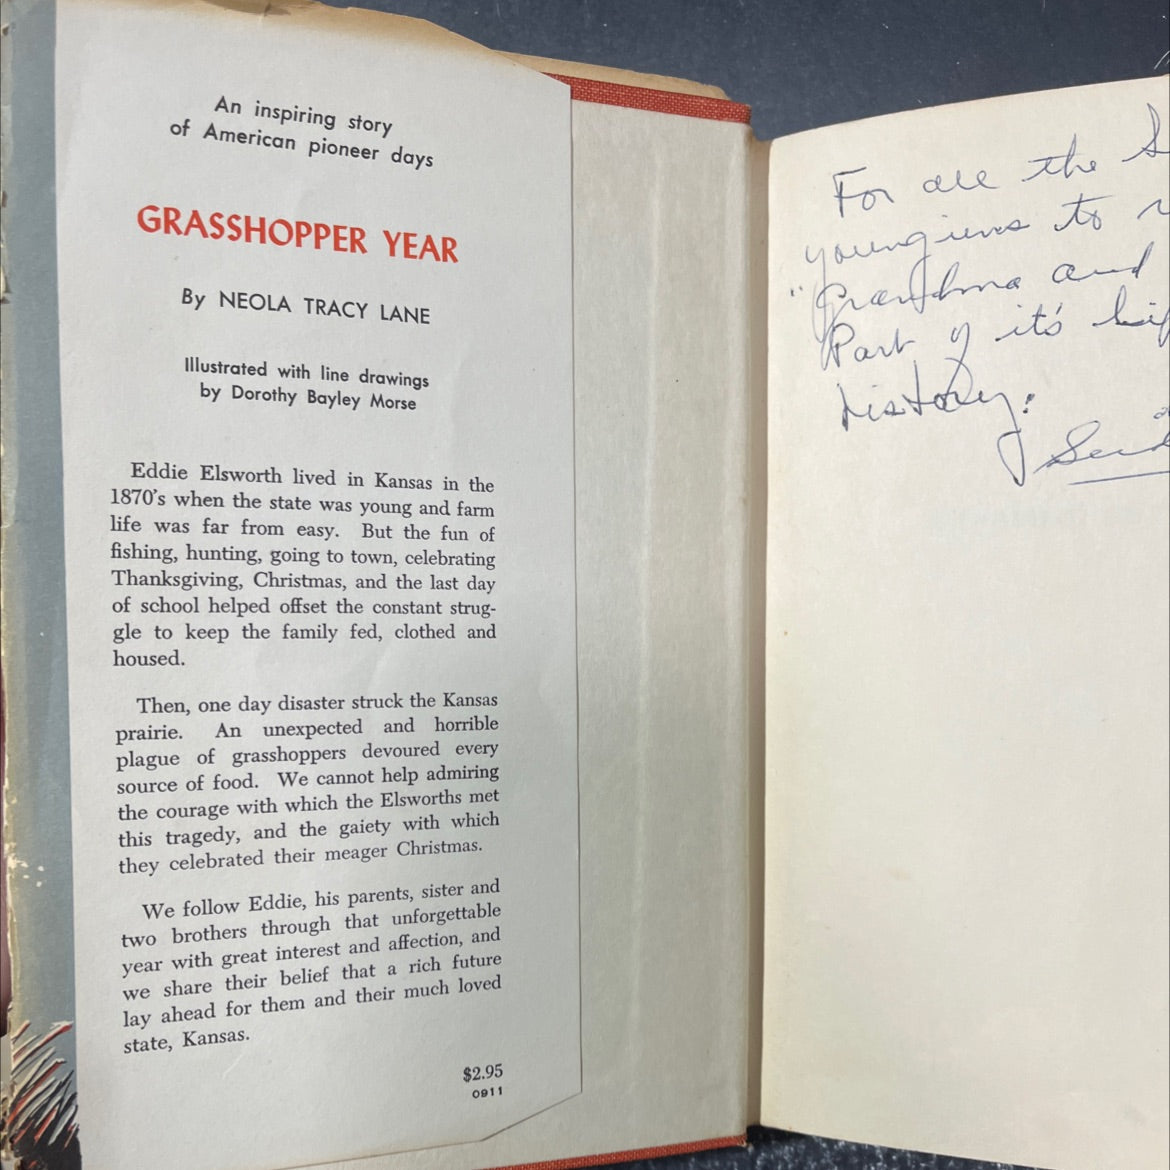 An inspiring story
of American pioneer days
GRASSHOPPER YEAR
By NEOLA TRACY LANE
Illustrated with line drawings
by Dorothy Bayley Morse
Eddie Elsworth lived in Kansas in the
1870's when the state was young and farm
life was far from easy. But the fun of
fishing, hunting, going to town, celebrating
Thanksgiving, Christmas, and the last day
of school helped offset the constant strug-
gle to keep the family fed, clothed and
housed.
Then, one day disaster struck the Kansas
prairie. An unexpected and horrible
plague of grasshoppers devoured every
source of food. We cannot help admiring
the courage with which the Elsworths met
this tragedy, and the gaiety with which
they celebrated their meager Christmas.
We follow Eddie, his parents, sister and
two brothers through that unforgettable
year with great interest and affection, and
we share their belief that a rich future
lay ahead for them and their much loved
state, Kansas.
$2.95
0911
For all the
to
"Grandma and
Part of it's
history!